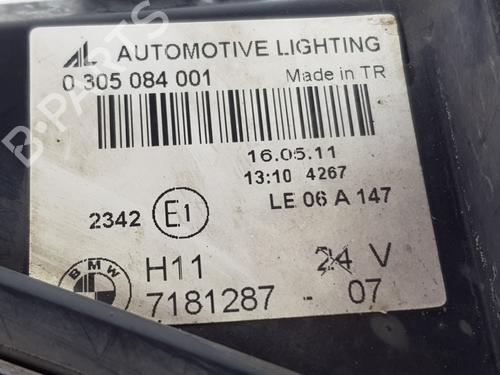 AL AUTOMOTIVE LIGHTING
0 305 084 001 Made in TR
16.05.11
13:10 4267
2342 E1 LE 06 A 147
BMW H11 24 V
7181287 - 07
B-PARTS